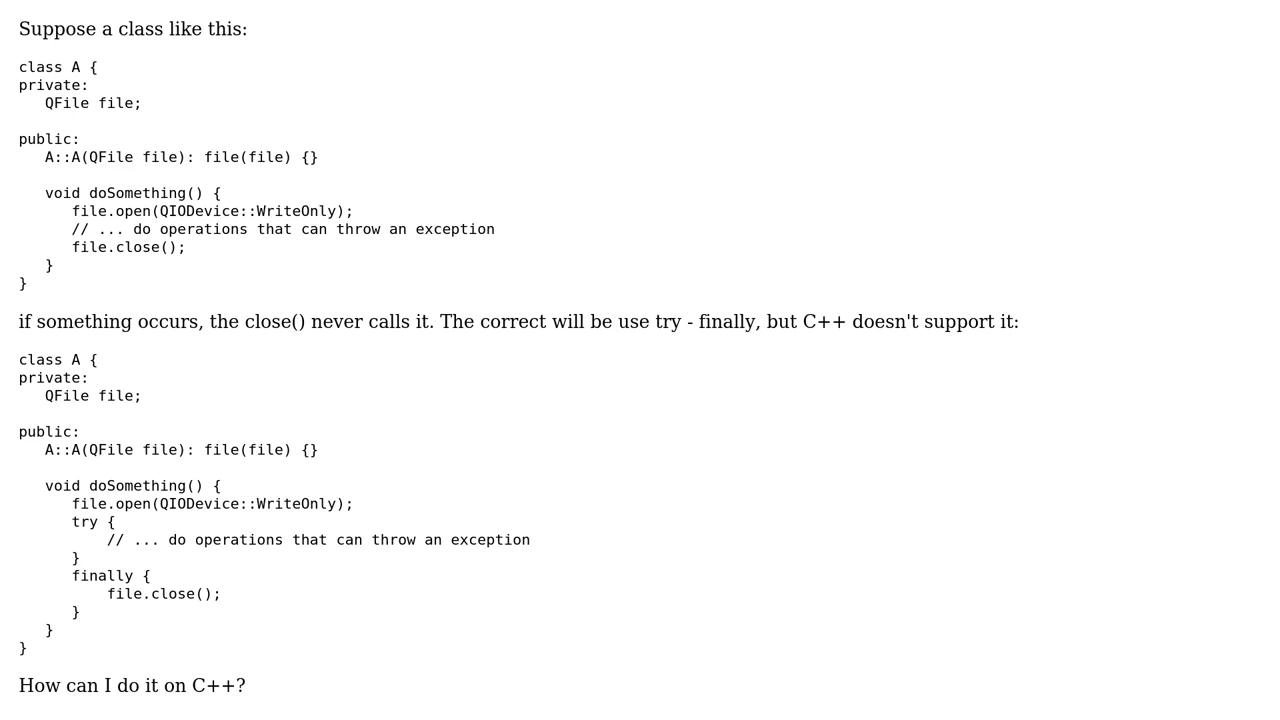 Suppose a class like this:
class A {
private:
   QFile file;

public:
   A::A(QFile file): file(file) {}

   void doSomething() {
      file.open(QIODevice::WriteOnly);
      // ... do operations that can throw an exception
      file.close();
   }
}
if something occurs, the close() never calls it. The correct will be use try - finally, but C++ doesn't support it:
class A {
private:
   QFile file;

public:
   A::A(QFile file): file(file) {}

   void doSomething() {
      file.open(QIODevice::WriteOnly);
      try {
          // ... do operations that can throw an exception
      }
      finally {
          file.close();
      }
   }
}
How can I do it on C++?